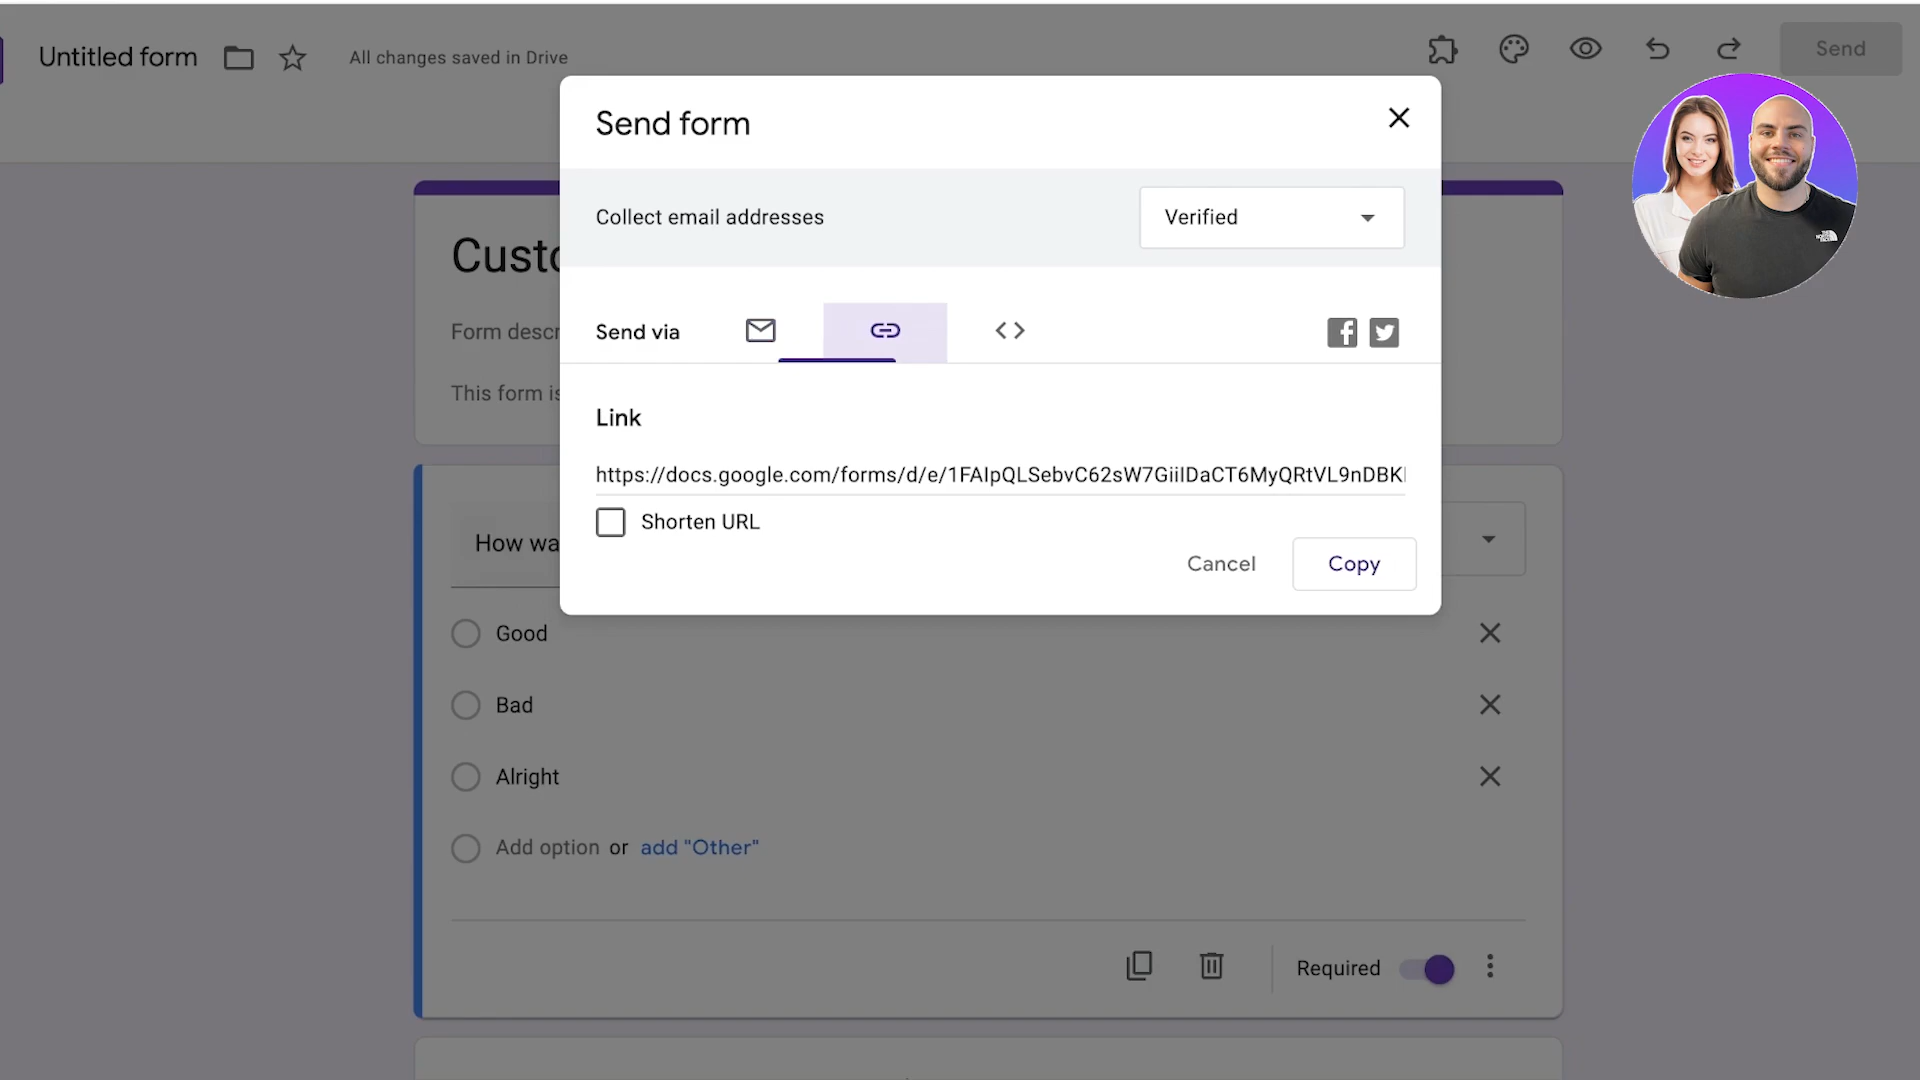 Untitled form
All changes saved in Drive
Send
Send form
Collect email addresses
Verified
Send via
Link
https://docs.google.com/forms/d/e/1FAIpQLSebvC62sW7GiiIDaCT6MyQRtVL9nDBK
Shorten URL
Cancel
Copy
Custo
Form descr
This form is
How wa
Good
Bad
Alright
Add option or add "Other"
Required